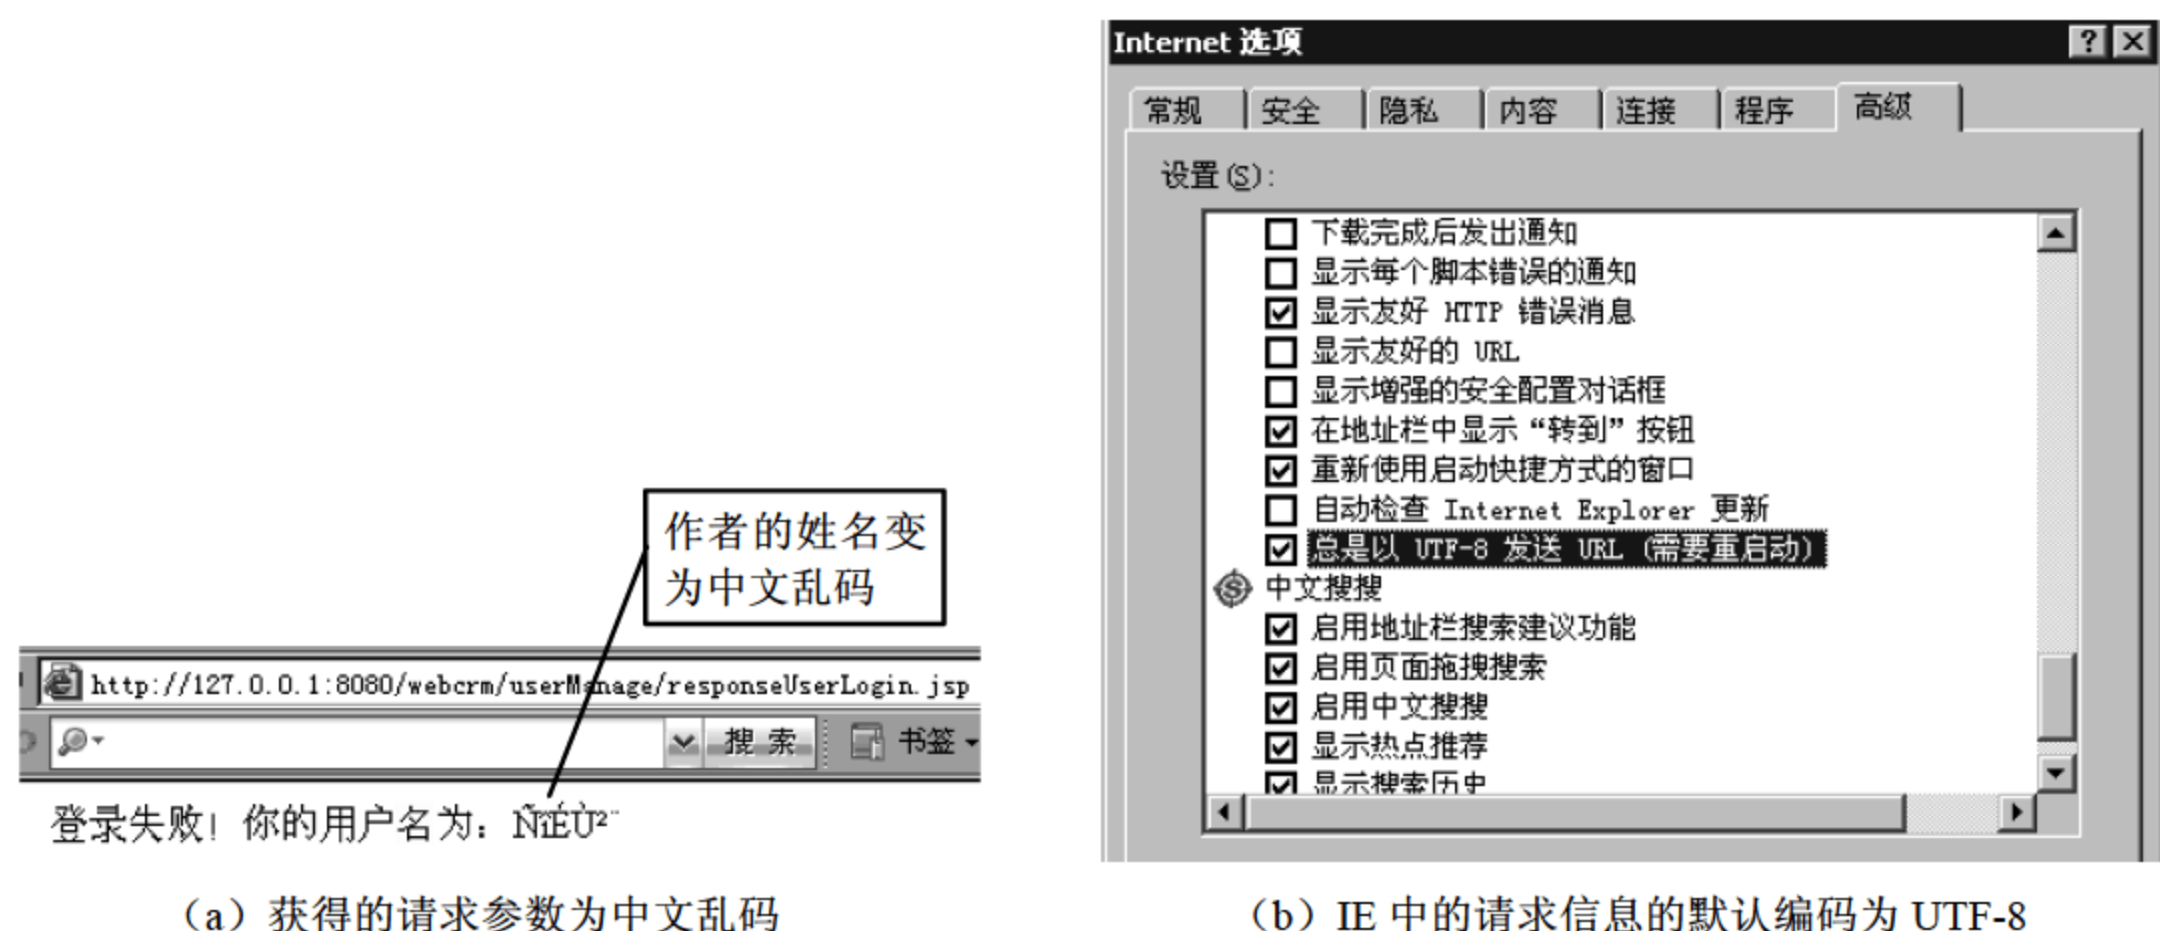 作者的姓名变
为中文乱码
http://127.0.0.1:8080/webcrm/userManage/responseUserLogin.jsp
搜 索
书签
登录失败! 你的用户名为: ÑîÉÙ²¨
(a) 获得的请求参数为中文乱码
Internet 选项
常规 安全 隐私 内容 连接 程序 高级
设置(S):
下载完成后发出通知
显示每个脚本错误的通知
显示友好 HTTP 错误消息
显示友好的 URL
显示增强的安全配置对话框
在地址栏中显示“转到”按钮
重新使用启动快捷方式的窗口
自动检查 Internet Explorer 更新
总是以 UTF-8 发送 URL (需要重启动)
中文搜搜
启用地址栏搜索建议功能
启用页面拖拽搜索
启用中文搜搜
显示热点推荐
显示搜索历史
(b) IE 中的请求信息的默认编码为 UTF-8